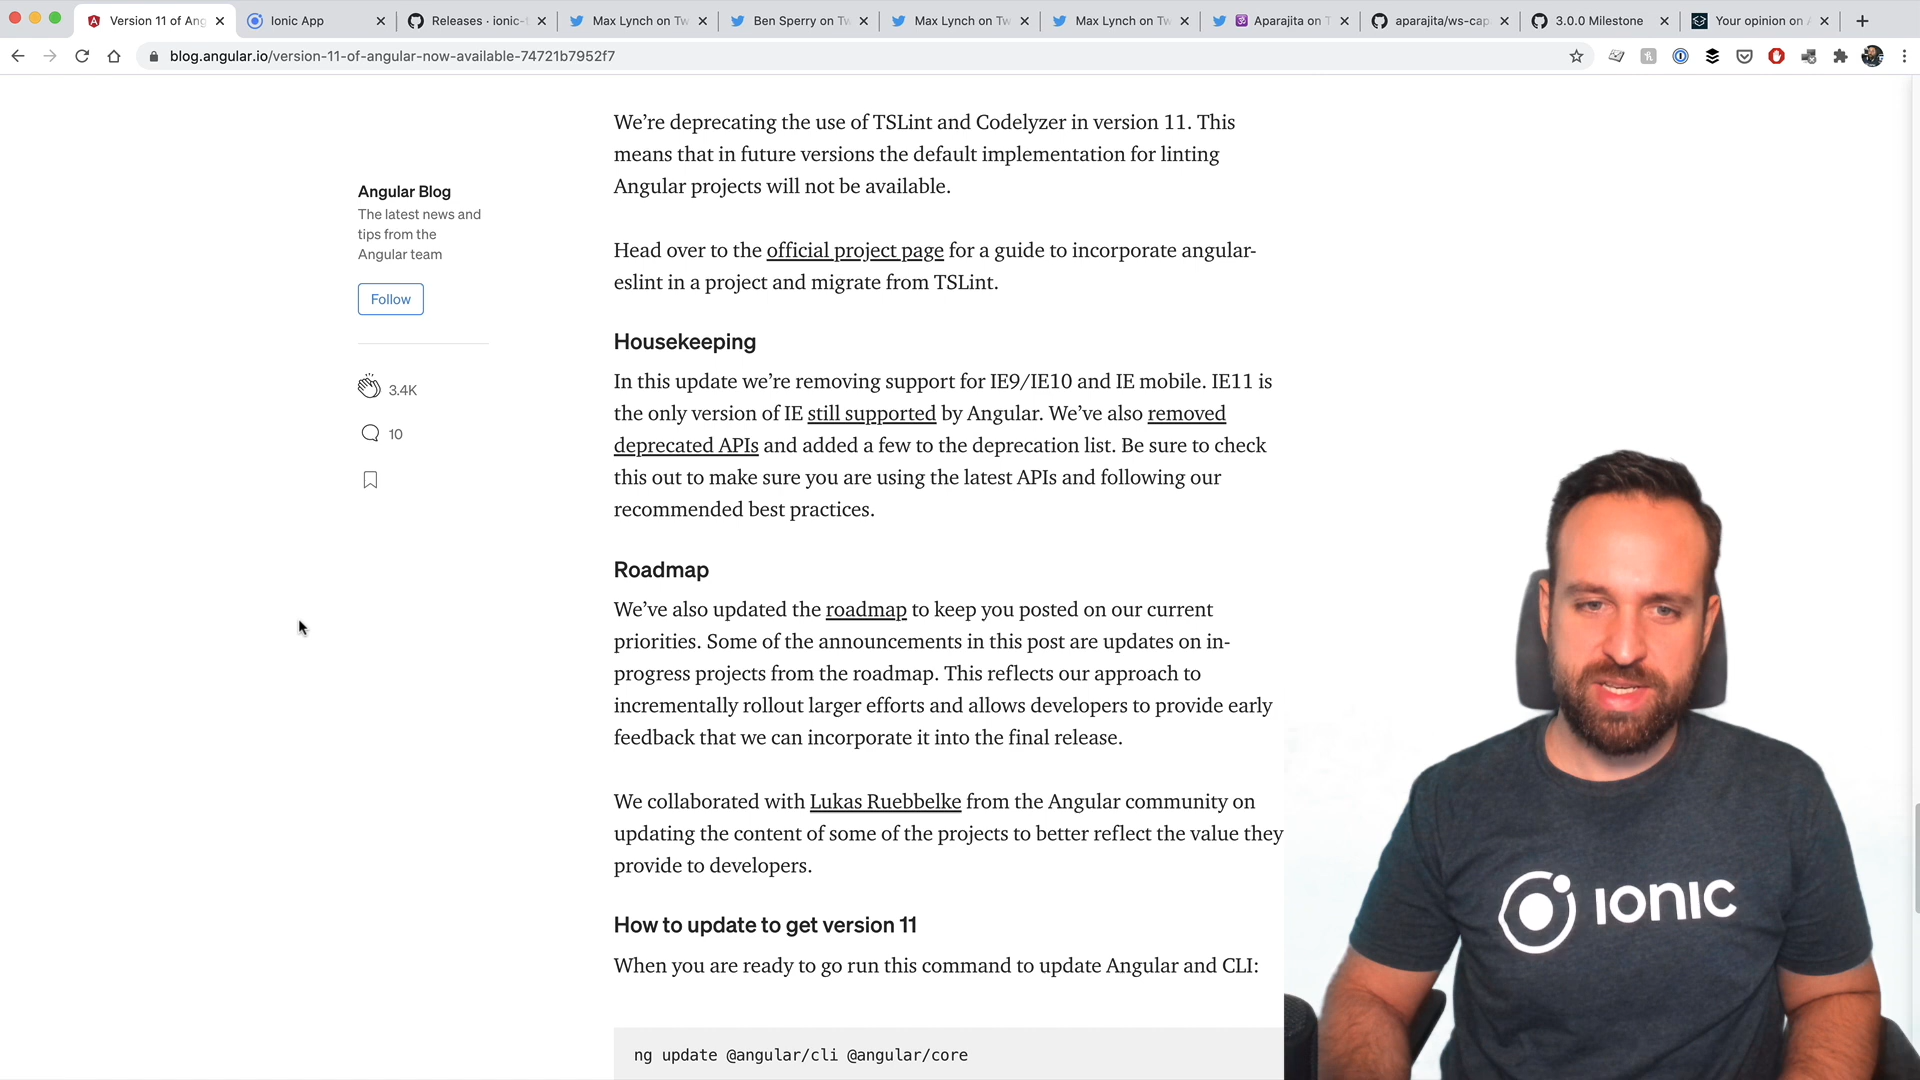 Version 11 of Ang
Ionic App
Releases · ionic-t
Max Lynch on Tw
Ben Sperry on Tw
Max Lynch on Tw
Max Lynch on Tw
Aparajita on T
aparajita/ws-cap
3.0.0 Milestone
Your opinion on
blog.angular.io/version-11-of-angular-now-available-74721b7952f7
We’re deprecating the use of TSLint and Codelyzer in version 11. This
means that in future versions the default implementation for linting
Angular projects will not be available.
Angular Blog
The latest news and
tips from the
Angular team
Follow
3.4K
10
Head over to the official project page for a guide to incorporate angular-
eslint in a project and migrate from TSLint.
Housekeeping
In this update we’re removing support for IE9/IE10 and IE mobile. IE11 is
the only version of IE still supported by Angular. We’ve also removed
deprecated APIs and added a few to the deprecation list. Be sure to check
this out to make sure you are using the latest APIs and following our
recommended best practices.
Roadmap
We’ve also updated the roadmap to keep you posted on our current
priorities. Some of the announcements in this post are updates on in-
progress projects from the roadmap. This reflects our approach to
incrementally rollout larger efforts and allows developers to provide early
feedback that we can incorporate it into the final release.
We collaborated with Lukas Ruebbelke from the Angular community on
updating the content of some of the projects to better reflect the value they
provide to developers.
How to update to get version 11
When you are ready to go run this command to update Angular and CLI:
ng update @angular/cli @angular/core
IONIC